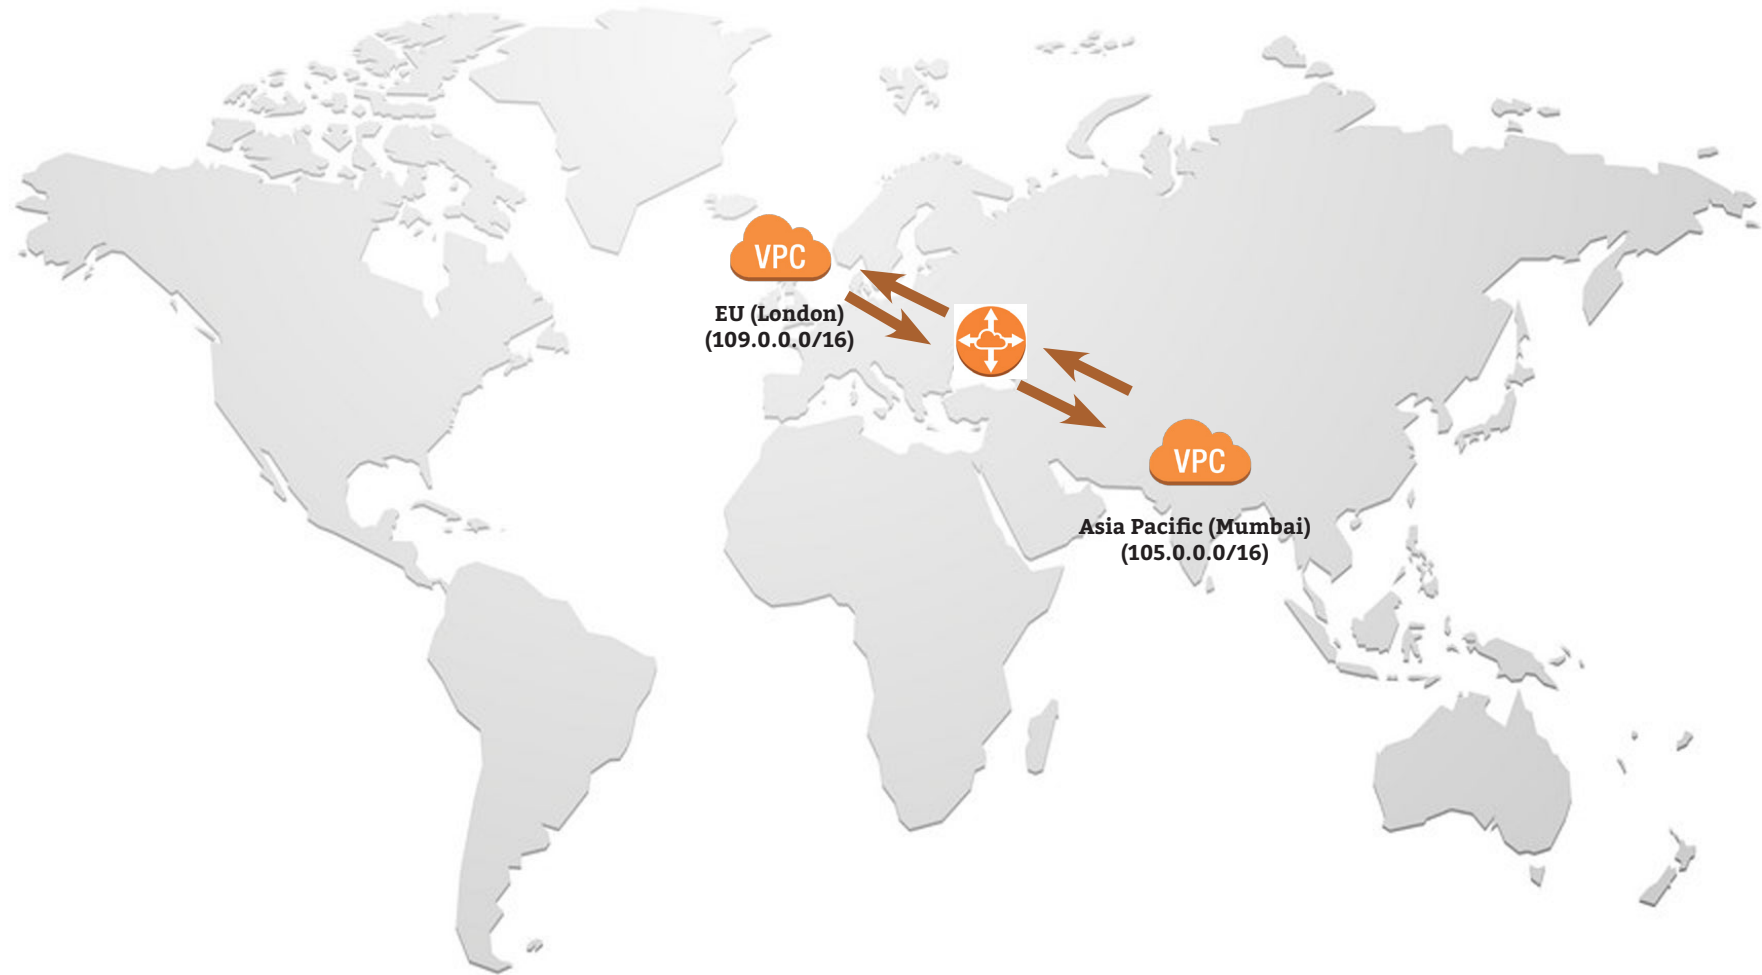 VPC
EU (London)
(109.0.0.0/16)
VPC
Asia Pacific (Mumbai)
(105.0.0.0/16)